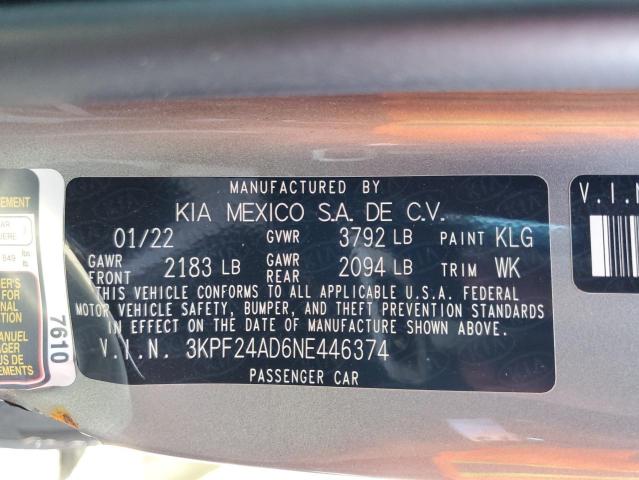 MANUFACTURED BY
KIA MEXICO S.A. DE C.V.
01/22 GVWR 3792 LB PAINT KLG
GAWR FRONT 2183 LB GAWR REAR 2094 LB TRIM WK
THIS VEHICLE CONFORMS TO ALL APPLICABLE U.S.A. FEDERAL
MOTOR VEHICLE SAFETY, BUMPER, AND THEFT PREVENTION STANDARDS
IN EFFECT ON THE DATE OF MANUFACTURE SHOWN ABOVE.
V.I.N. 3KPF24AD6NE446374
PASSENGER CAR
7610
V.I.N
849 lbs